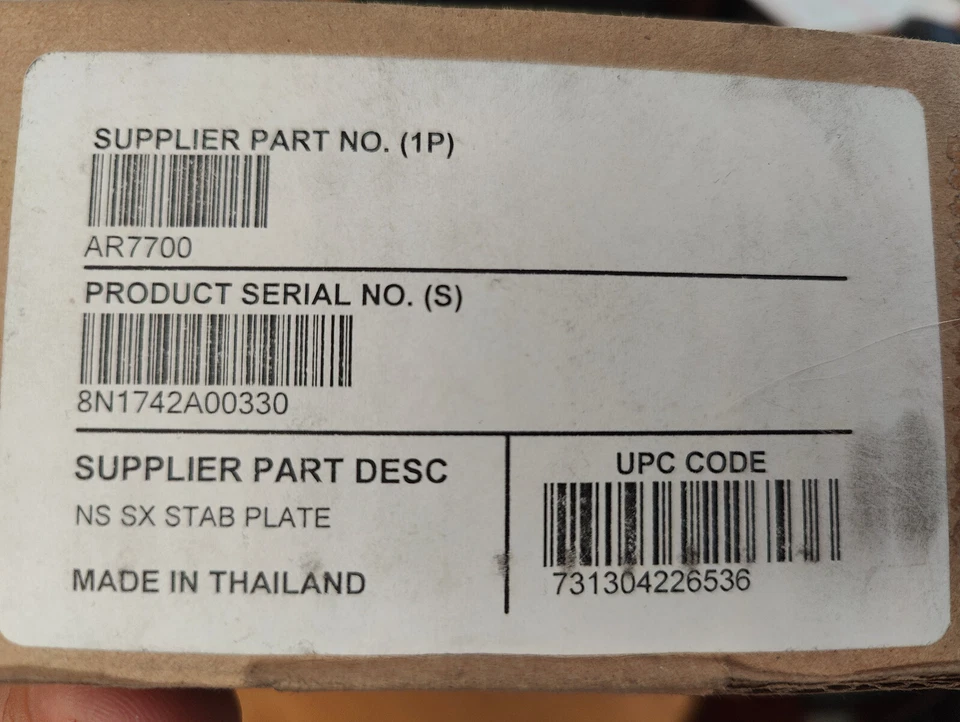 SUPPLIER PART NO. (1P)
AR7700
PRODUCT SERIAL NO. (S)
8N1742A00330
SUPPLIER PART DESC
NS SX STAB PLATE
MADE IN THAILAND
UPC CODE
731304226536